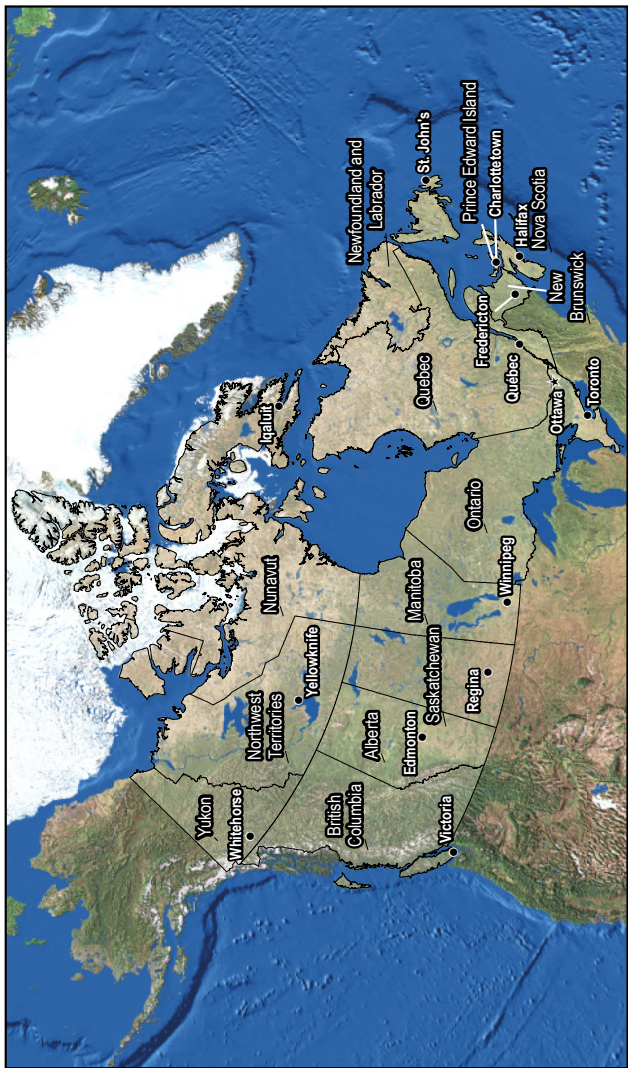 Yukon
Whitehorse
Northwest
Territories
Yellowknife
Nunavut
Iqaluit
British
Columbia
Victoria
Alberta
Edmonton
Saskatchewan
Regina
Manitoba
Winnipeg
Ontario
Toronto
Ottawa
Quebec
Québec
Newfoundland and
Labrador
St. John's
Prince Edward Island
Charlottetown
Halifax
Nova Scotia
New
Brunswick
Fredericton